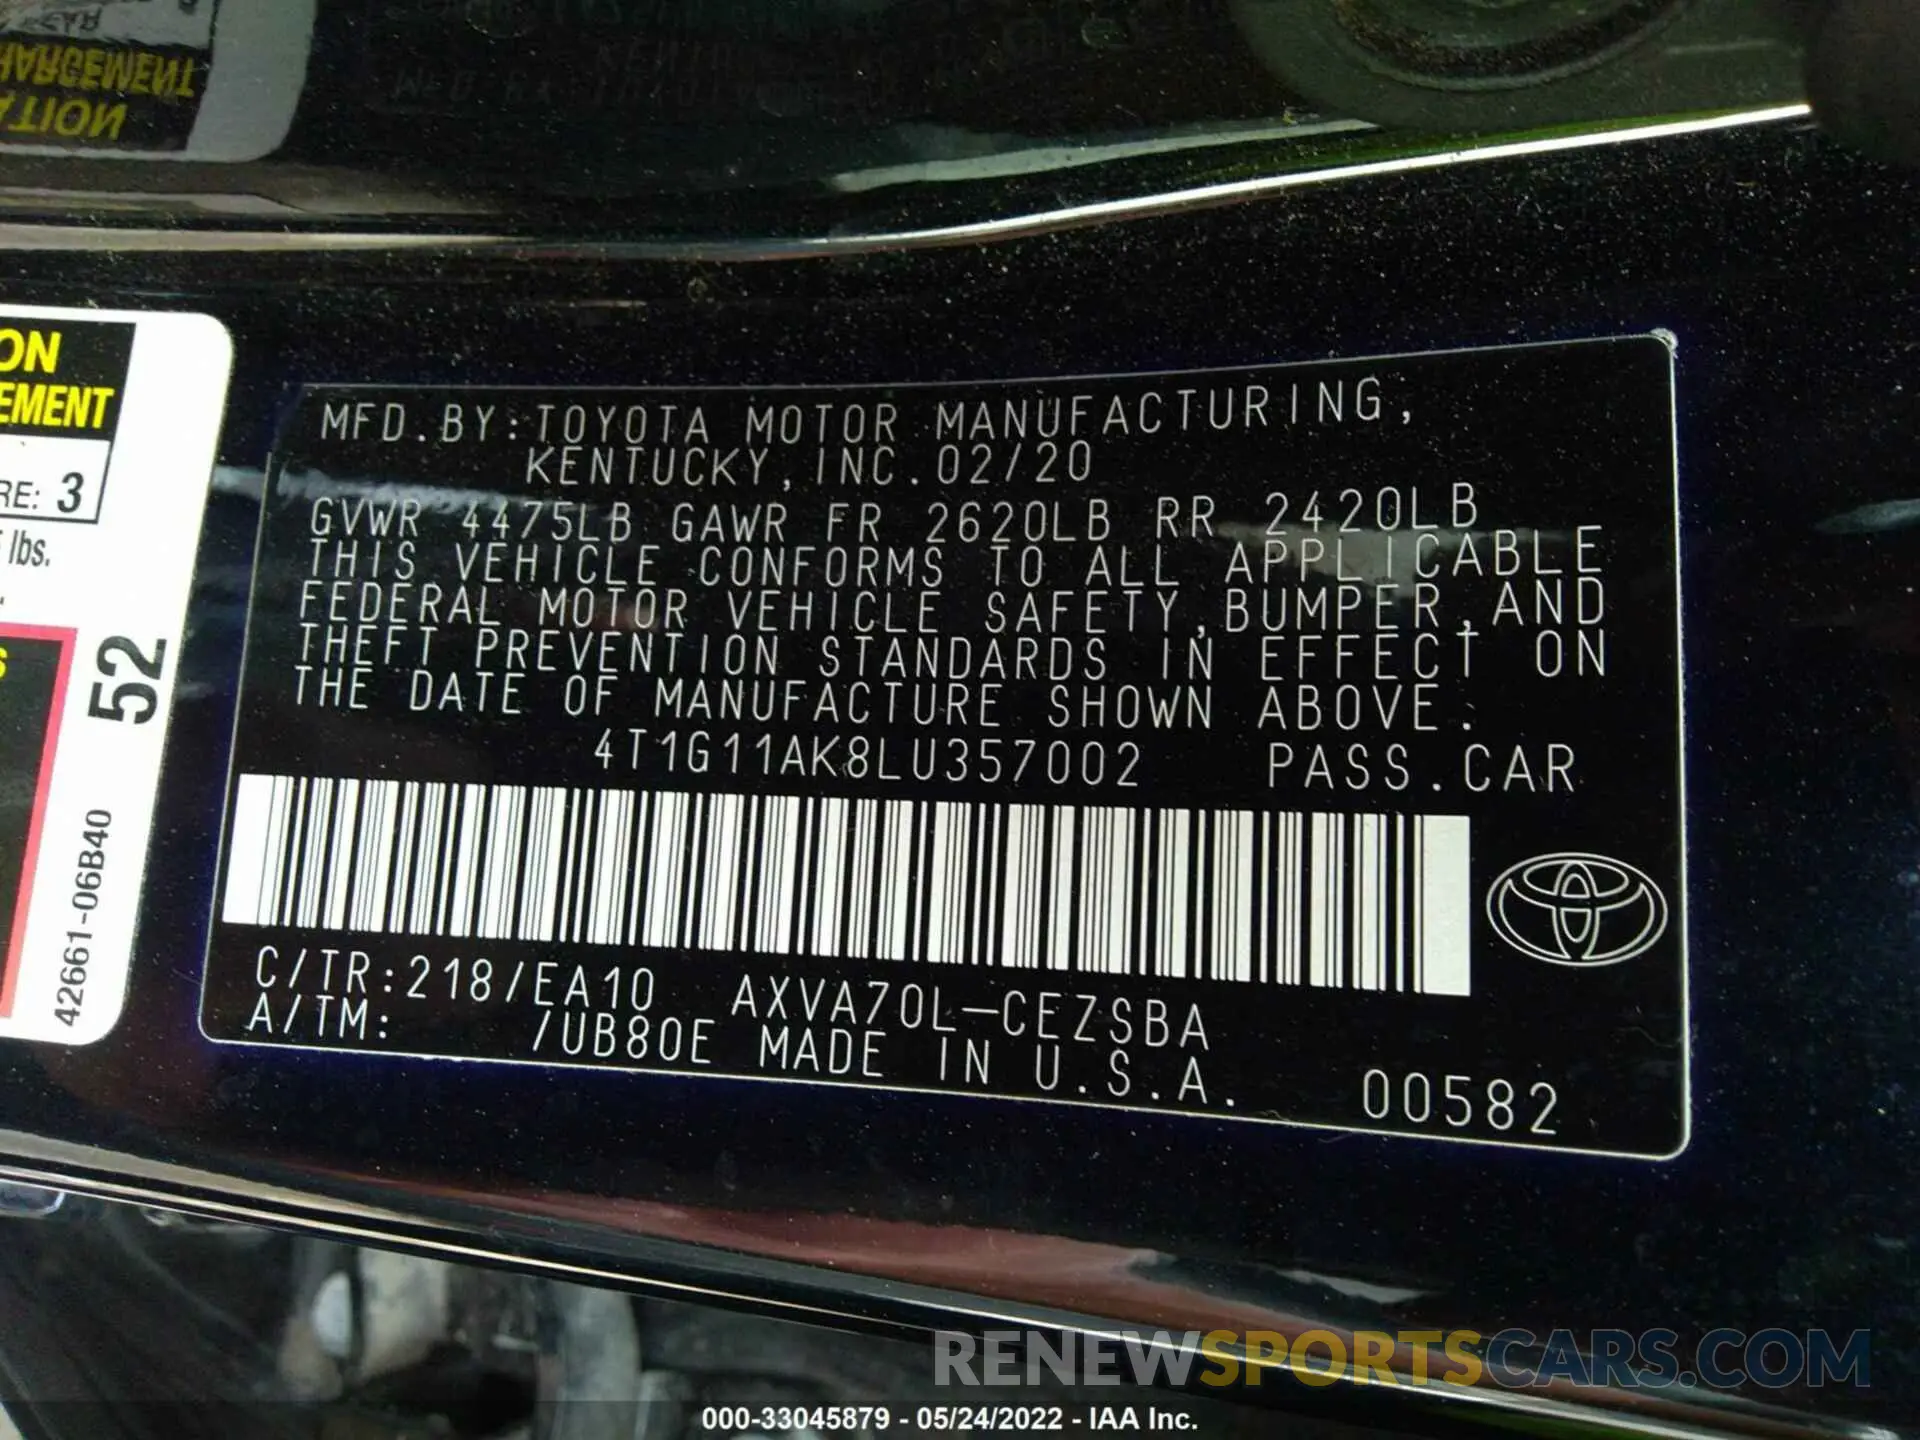 MFD.BY:TOYOTA MOTOR MANUFACTURING,
KENTUCKY,INC.02/20
GVWR 4475LB GAWR FR 2620LB RR 2420LB
THIS VEHICLE CONFORMS TO ALL APPLICABLE
FEDERAL MOTOR VEHICLE SAFETY,BUMPER,AND
THEFT PREVENTION STANDARDS IN EFFECT ON
THE DATE OF MANUFACTURE SHOWN ABOVE.
4T1G11AK8LU357002 PASS.CAR
C/TR:218/EA10 AXVA70L-CEZSBA
A/TM: /UB80E MADE IN U.S.A.
00582
ON
EMENT
RE: 3
lbs.
52
42661-06B40
HARGEMENT
RENEWSPORTSCARS.COM
000-33045879 - 05/24/2022 - IAA Inc.